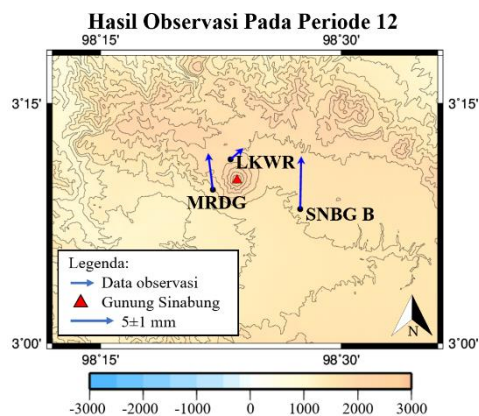 Hasil Observasi Pada Periode 12
98°15' 98°30'
3°15' 3°15'
LKWR
MRDG
SNBG B
Legenda:
Data observasi
Gunung Sinabung
5±1 mm
N
3°00' 3°00'
98°15' 98°30'
-3000 -2000 -1000 0 1000 2000 3000